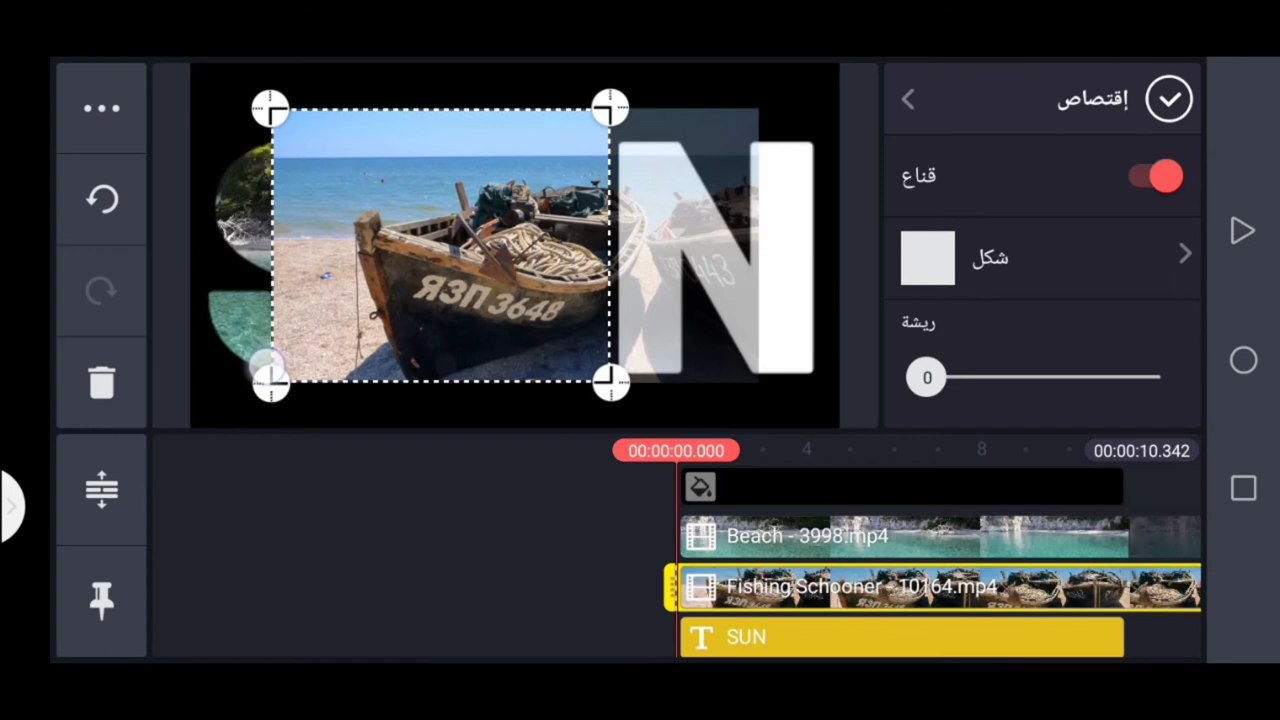 إقتصاص
قناع
شكل
ريشة
0
ЯЗП 3648
443
N
00:00:00.000
4
8
00:00:10.342
Beach - 3998.mp4
Fishing Schooner - 10164.mp4
T SUN